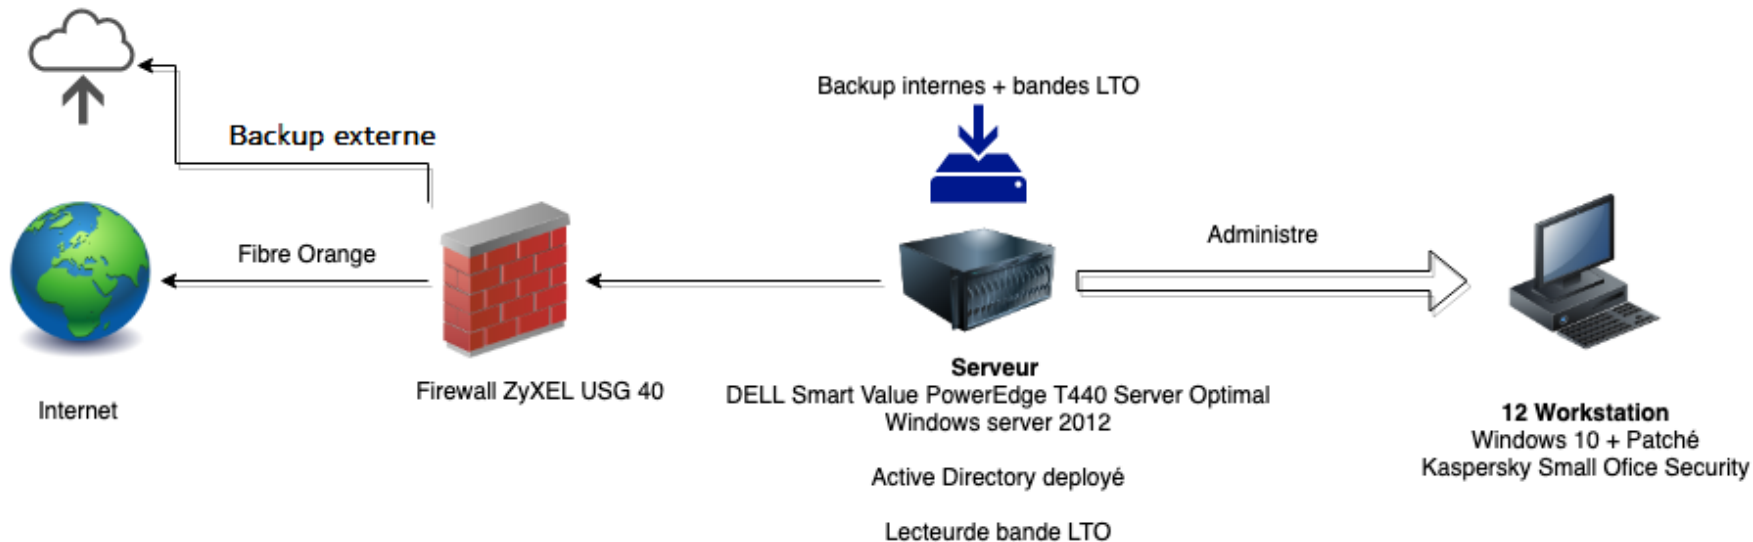 Backup internes + bandes LTO
Backup externe
Fibre Orange
Administre
Internet
Firewall ZyXEL USG 40
Serveur
DELL Smart Value PowerEdge T440 Server Optimal
Windows server 2012
Active Directory deployé
Lecteurde bande LTO
12 Workstation
Windows 10 + Patché
Kaspersky Small Ofice Security